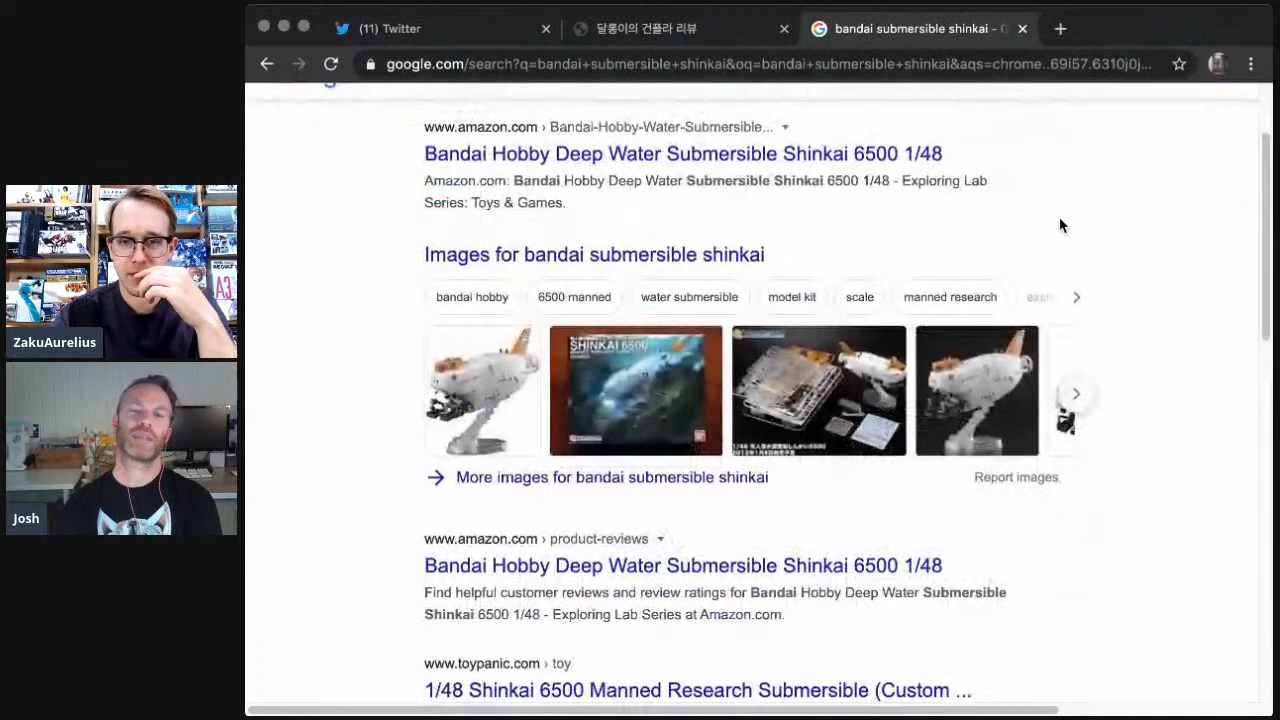 (11) Twitter
달롱이의 건플라 리뷰
bandai submersible shinkai - G
google.com/search?q=bandai+submersible+shinkai&oq=bandai+submersible+shinkai&aqs=chrome..69i57.6310j0j...
www.amazon.com › Bandai-Hobby-Water-Submersible...
Bandai Hobby Deep Water Submersible Shinkai 6500 1/48
Amazon.com: Bandai Hobby Deep Water Submersible Shinkai 6500 1/48 - Exploring Lab
Series: Toys & Games.
Images for bandai submersible shinkai
bandai hobby
6500 manned
water submersible
model kit
scale
manned research
SHINKAI 6500
More images for bandai submersible shinkai
Report images
www.amazon.com › product-reviews
Bandai Hobby Deep Water Submersible Shinkai 6500 1/48
Find helpful customer reviews and review ratings for Bandai Hobby Deep Water Submersible
Shinkai 6500 1/48 - Exploring Lab Series at Amazon.com.
www.toypanic.com › toy
1/48 Shinkai 6500 Manned Research Submersible (Custom ...
ZakuAurelius
Josh
A3